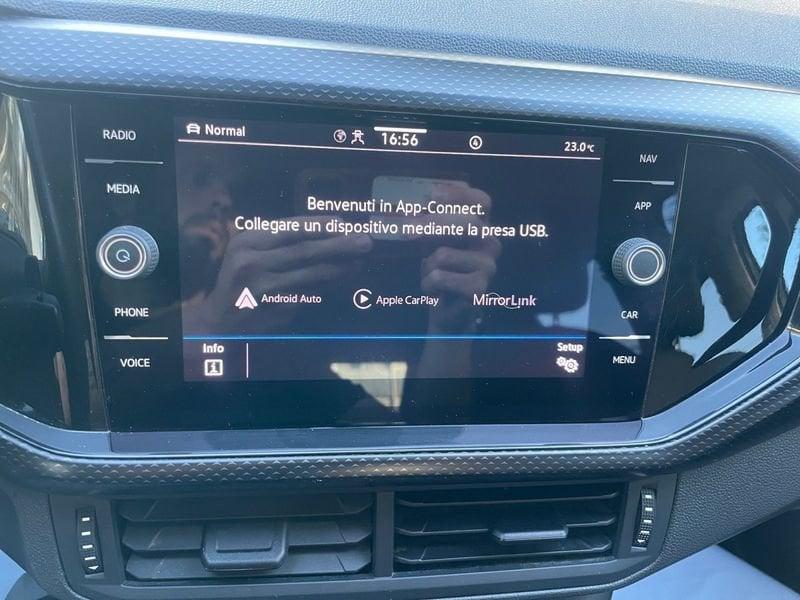 RADIO
MEDIA
PHONE
VOICE
Normal
16:56
23.0°C
Benvenuti in App-Connect.
Collegare un dispositivo mediante la presa USB.
Android Auto
Apple CarPlay
MirrorLink
Info
Setup
NAV
APP
CAR
MENU